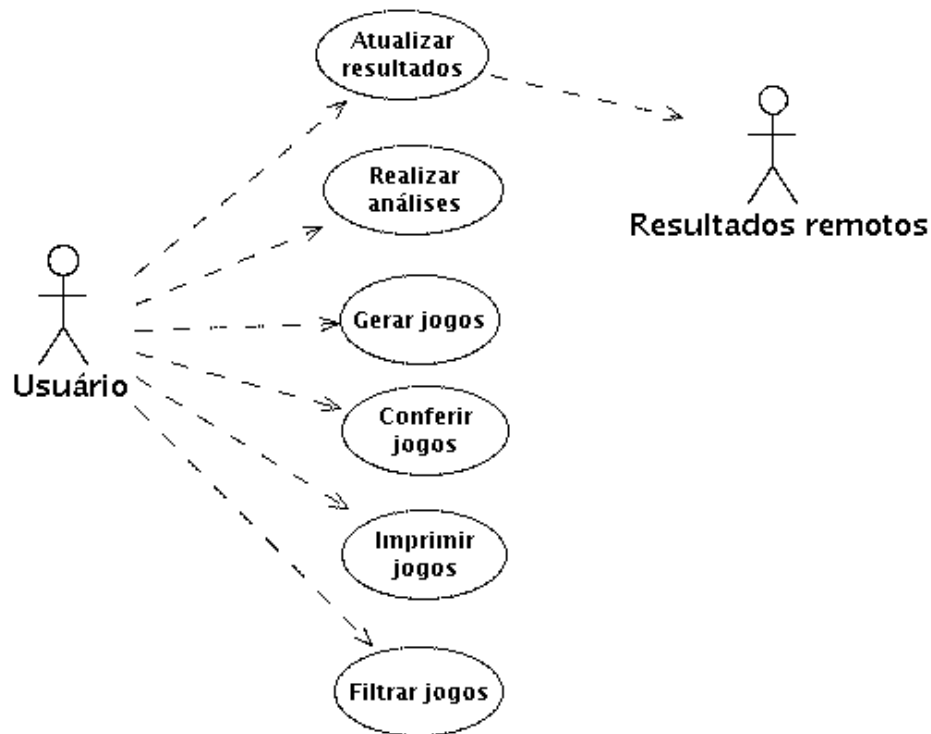 Atualizar
resultados
Realizar
análises
Resultados remotos
Gerar jogos
Usuário
Conferir
jogos
Imprimir
jogos
Filtrar jogos